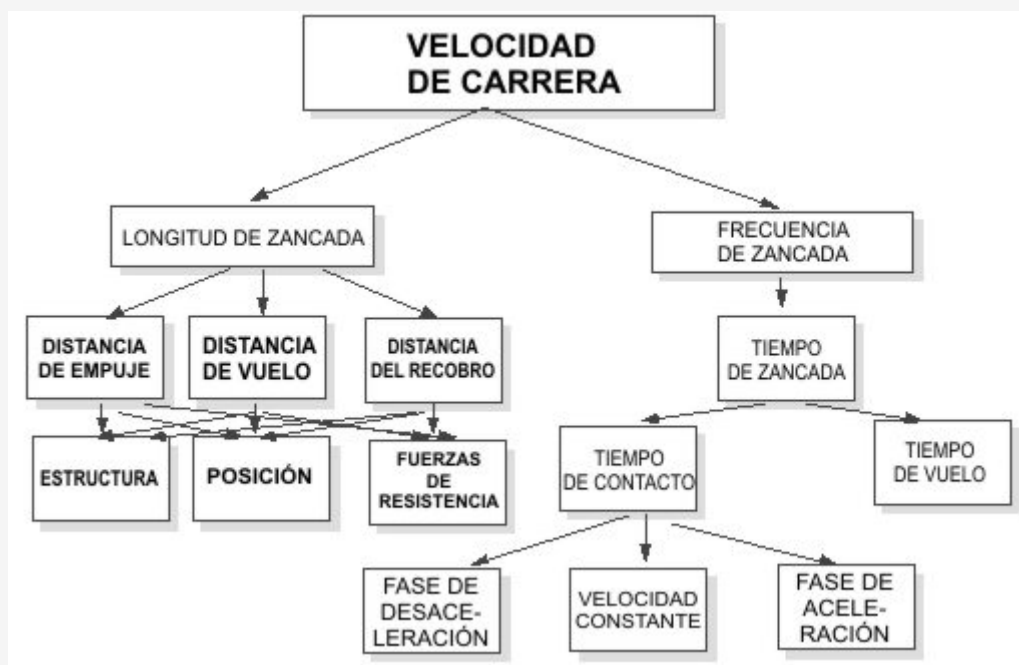 VELOCIDAD
DE CARRERA
LONGITUD DE ZANCADA
FRECUENCIA
DE ZANCADA
DISTANCIA
DE EMPUJE
DISTANCIA
DE VUELO
DISTANCIA
DEL RECOBRO
TIEMPO
DE ZANCADA
ESTRUCTURA
POSICIÓN
FUERZAS
DE
RESISTENCIA
TIEMPO
DE CONTACTO
TIEMPO
DE VUELO
FASE DE
DESACE-
LERACIÓN
VELOCIDAD
CONSTANTE
FASE DE
ACELE-
RACIÓN